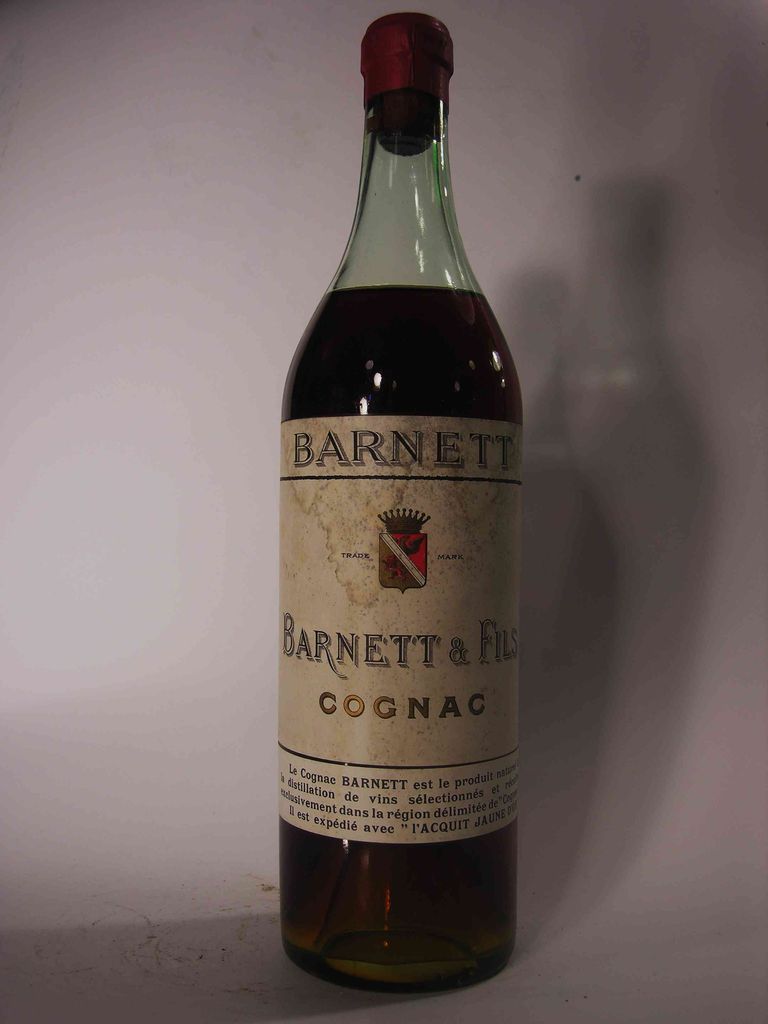 BARNETT
TRADE MARK
BARNETT & FILS
COGNAC
Le Cognac BARNETT est le produit
la distillation de vins sélectionnés et
exclusivement dans la région délimitée de
Il est expédié avec " l'ACQUIT JAUNE